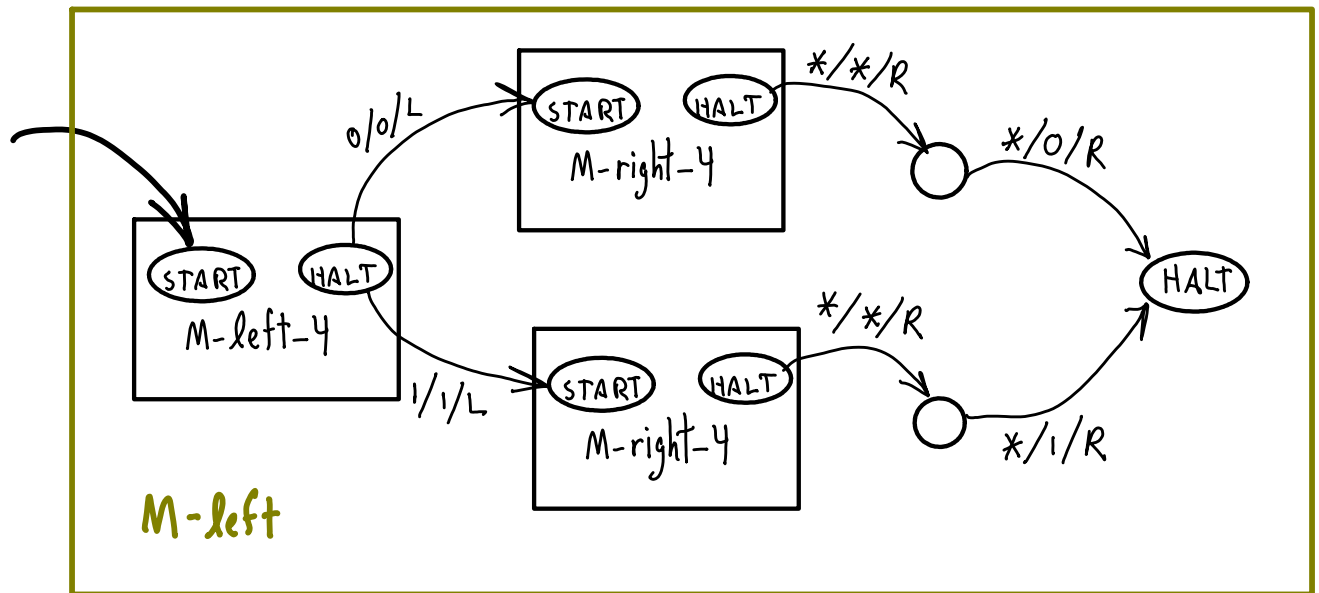 START
HALT
M-left-4
0/0/L
START
HALT
M-right-4
*/*/R
*/0/R
1/1/L
START
HALT
M-right-4
*/*/R
*/1/R
HALT
M-left